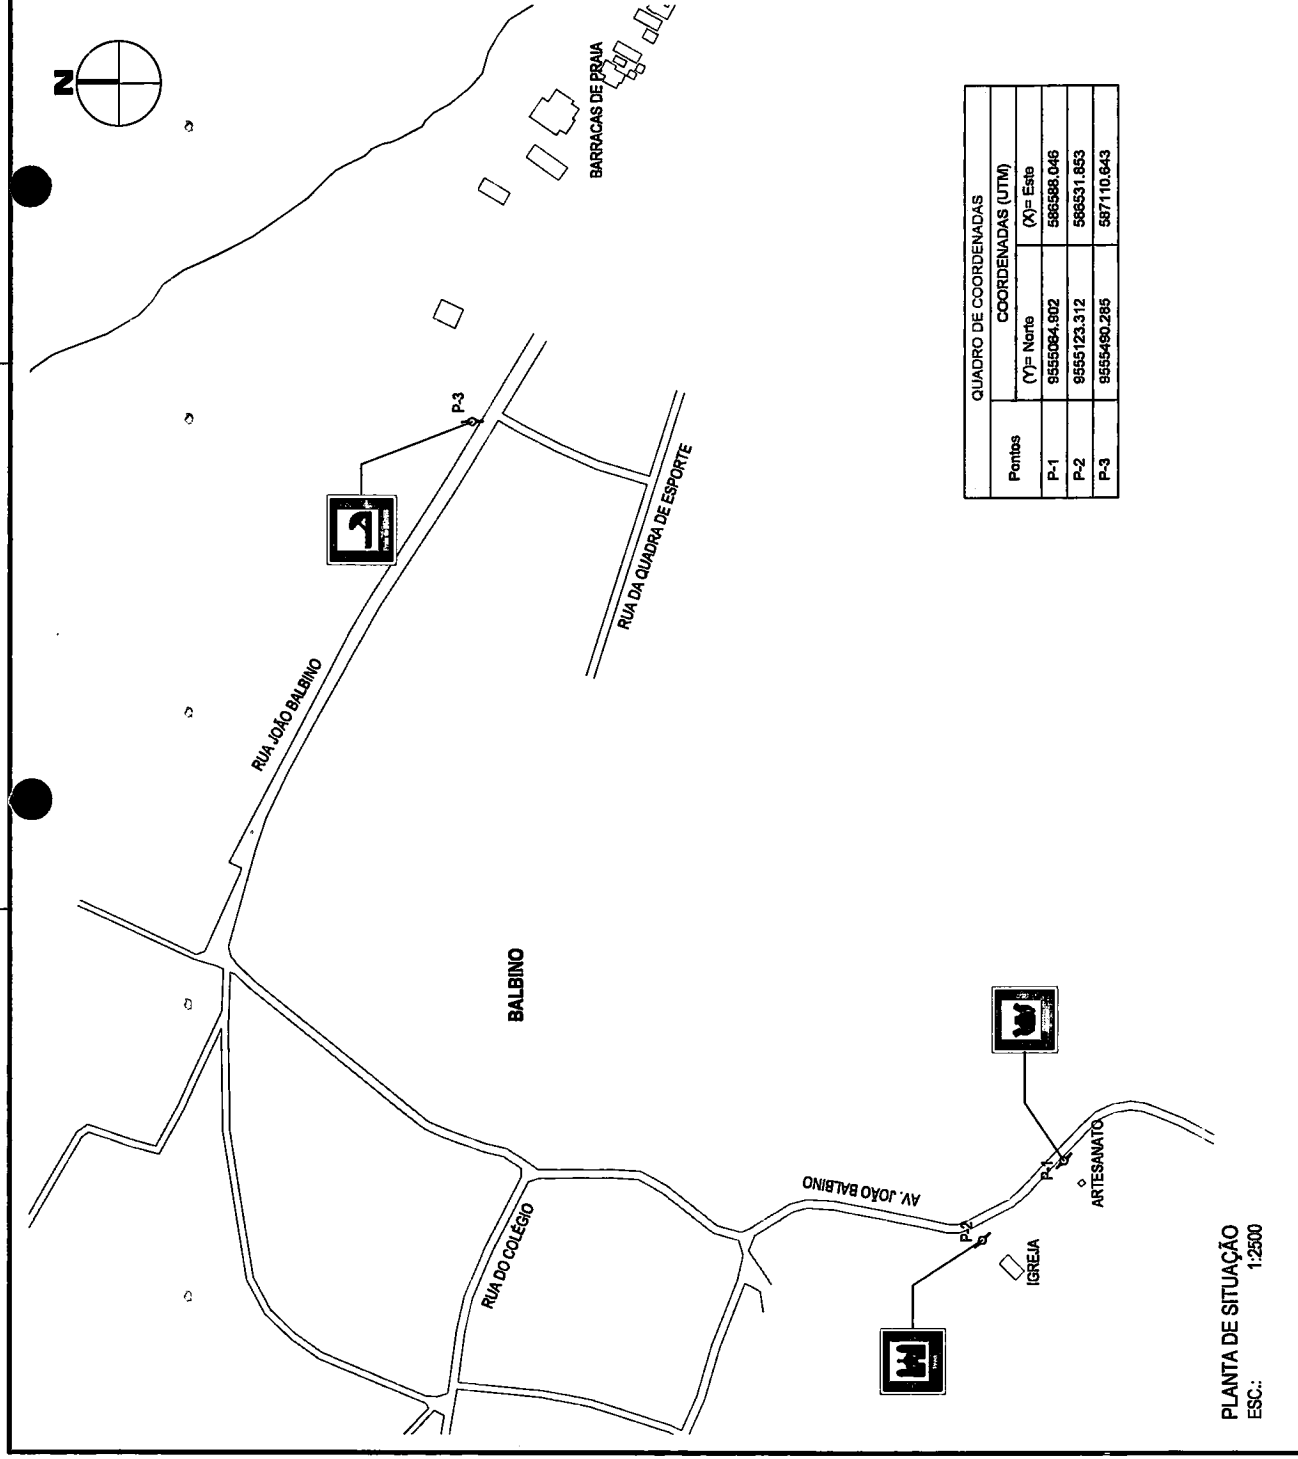 N
BARRACAS DE PRAIA
P-3
RUA JOÃO BALBINO
RUA DA QUADRA DE ESPORTE
BALBINO
RUA DO COLÉGIO
AV. JOÃO BALBINO
P-2
P-1
IGREJA
ARTESANATO
QUADRO DE COORDENADAS
Pontos COORDENADAS (UTM)
(Y)= Norte (X)= Este
P-1 9555084.902 586588.046
P-2 9555123.312 586531.853
P-3 9555490.285 587110.643
PLANTA DE SITUAÇÃO
ESC.: 1:2500